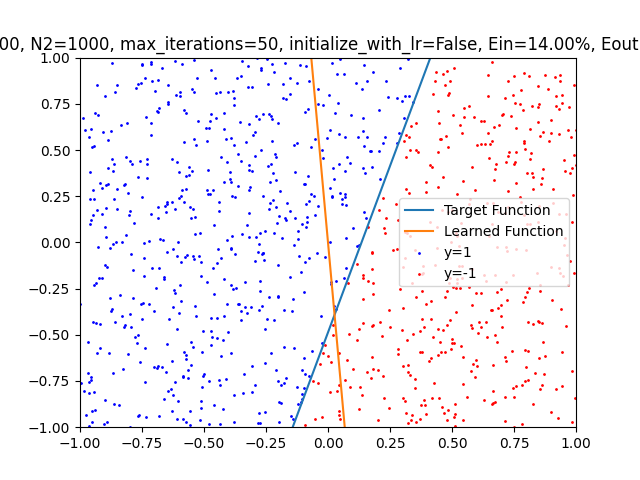 00, N2=1000, max_iterations=50, initialize_with_lr=False, Ein=14.00%, Eout
1.00
0.75
0.50
0.25
0.00
−0.25
−0.50
−0.75
−1.00
Target Function
Learned Function
y=1
y=-1
−1.00 −0.75 −0.50 −0.25 0.00 0.25 0.50 0.75 1.00